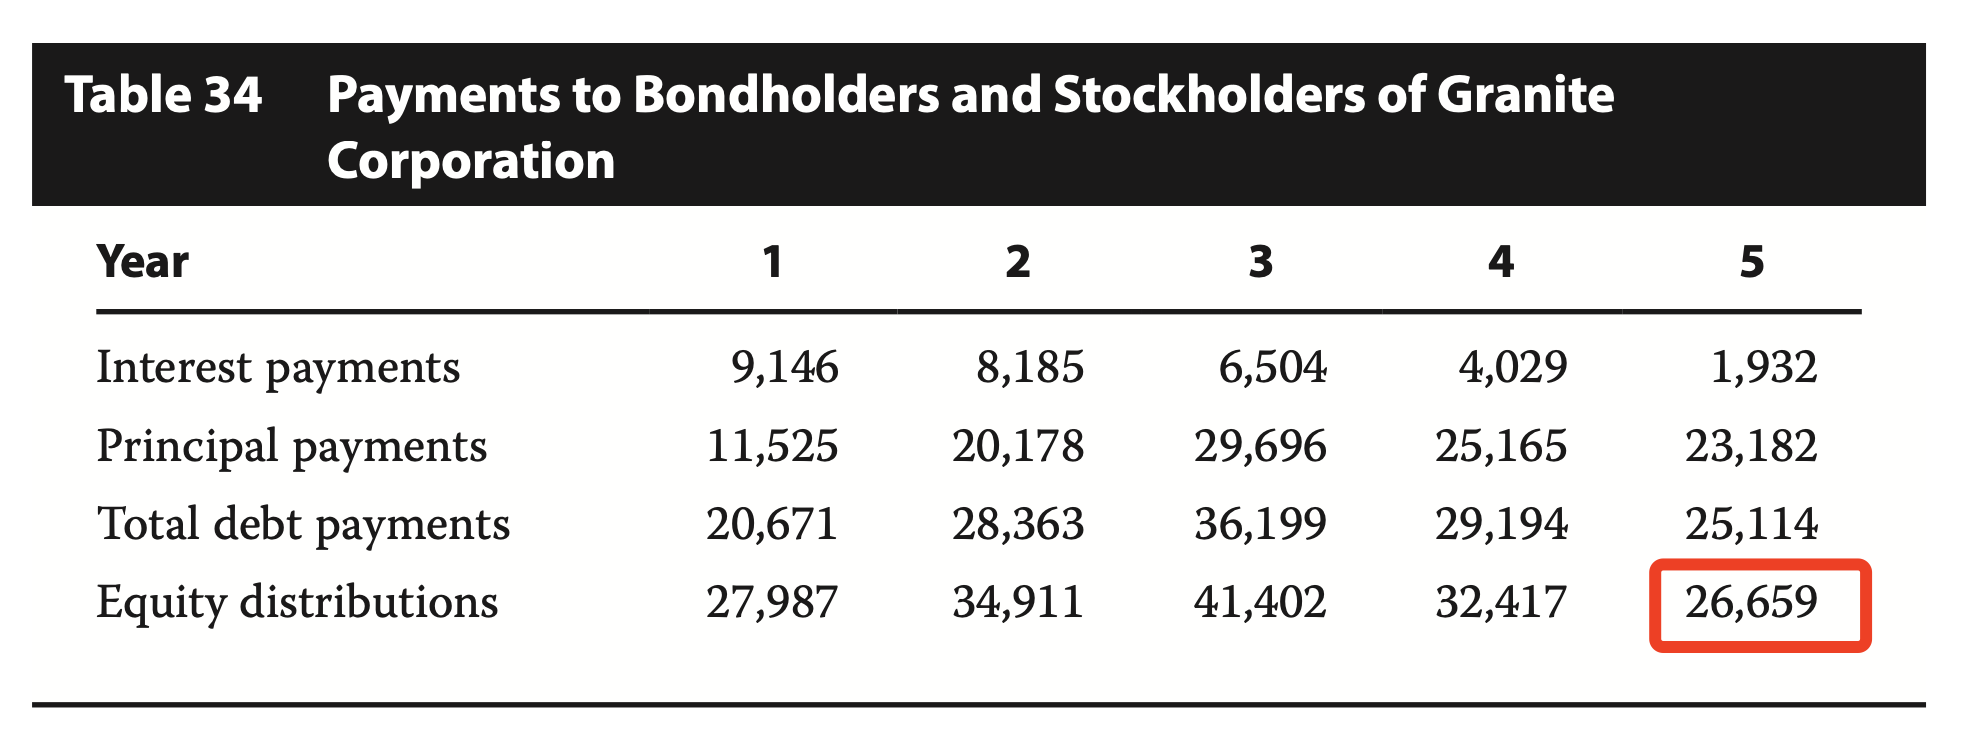 Table 34 Payments to Bondholders and Stockholders of Granite
Corporation
Year 1 2 3 4 5
Interest payments 9,146 8,185 6,504 4,029 1,932
Principal payments 11,525 20,178 29,696 25,165 23,182
Total debt payments 20,671 28,363 36,199 29,194 25,114
Equity distributions 27,987 34,911 41,402 32,417 26,659